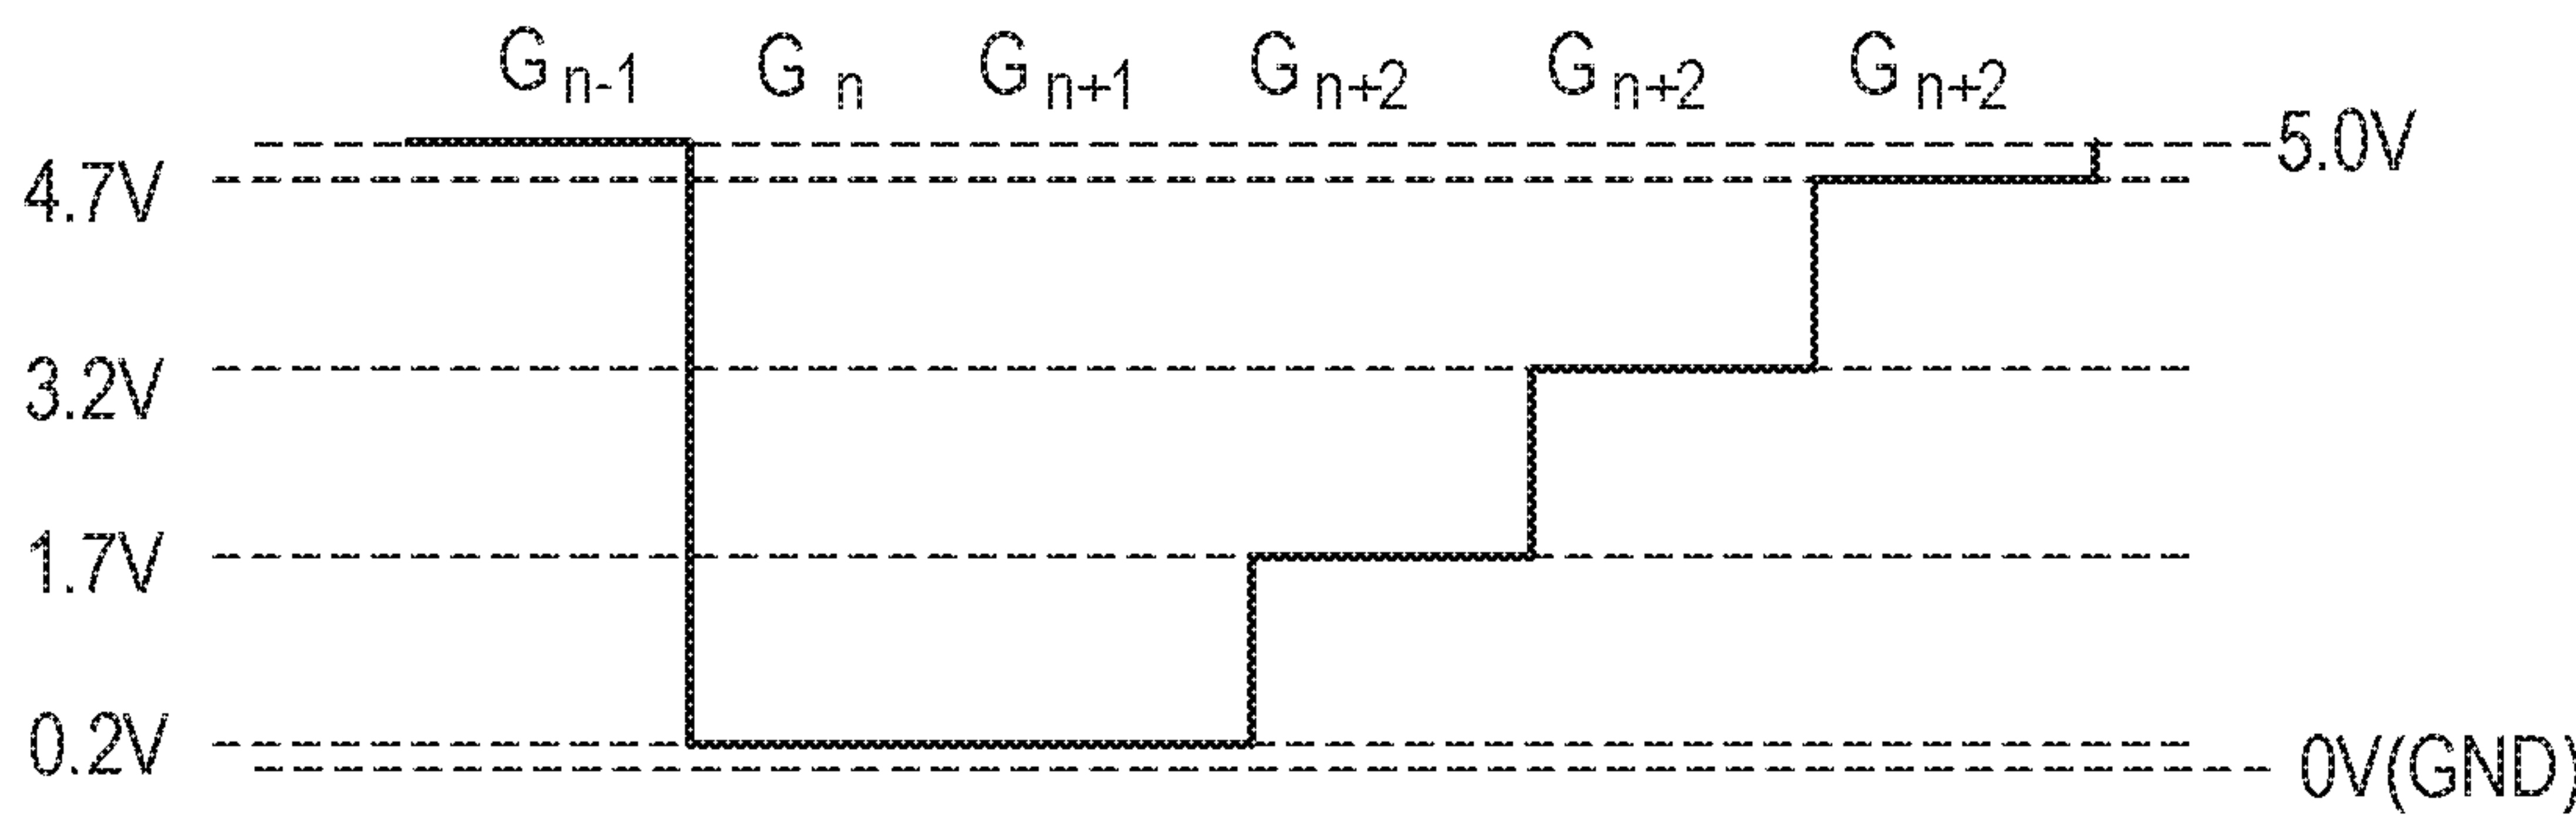 G n-1 G n G n+1 G n+2 G n+2 G n+2
5.0V
4.7V
3.2V
1.7V
0.2V
0V(GND)